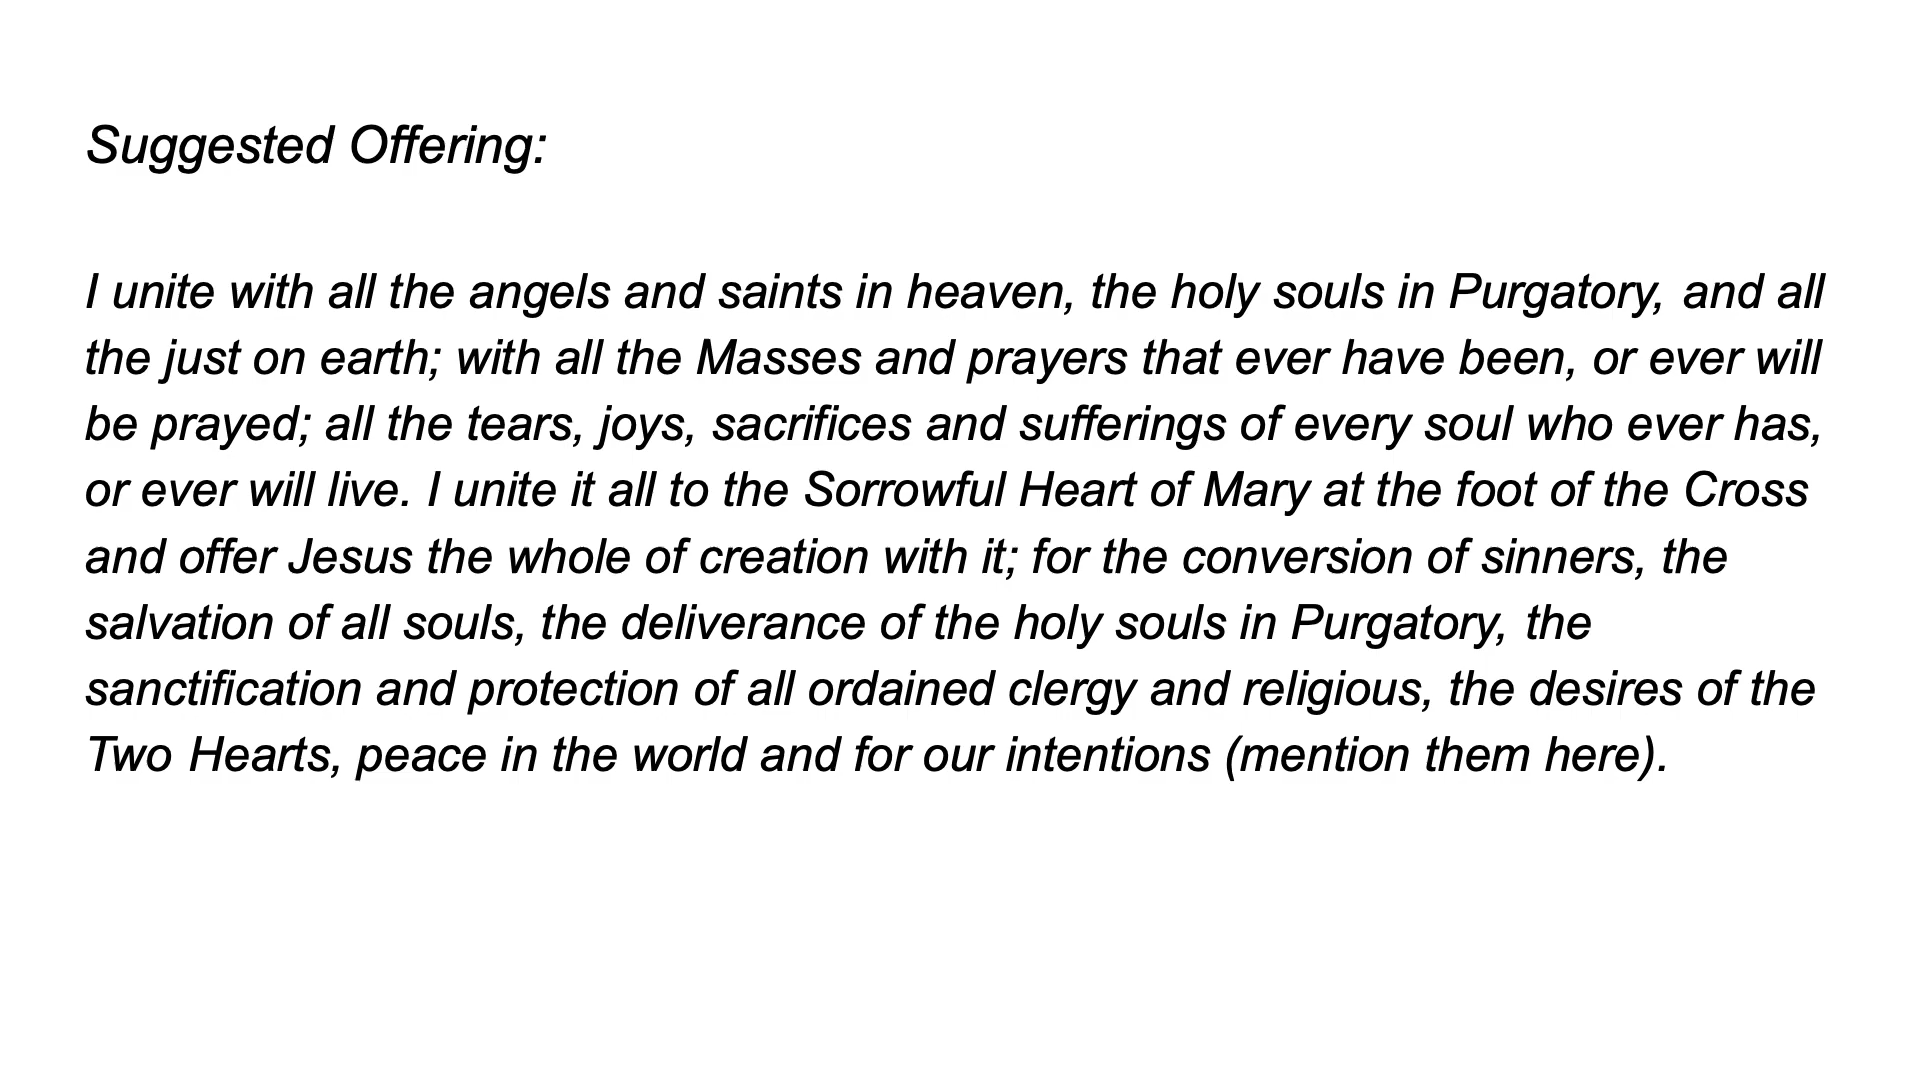 Suggested Offering:
I unite with all the angels and saints in heaven, the holy souls in Purgatory, and all
the just on earth; with all the Masses and prayers that ever have been, or ever will
be prayed; all the tears, joys, sacrifices and sufferings of every soul who ever has,
or ever will live. I unite it all to the Sorrowful Heart of Mary at the foot of the Cross
and offer Jesus the whole of creation with it; for the conversion of sinners, the
salvation of all souls, the deliverance of the holy souls in Purgatory, the
sanctification and protection of all ordained clergy and religious, the desires of the
Two Hearts, peace in the world and for our intentions (mention them here).